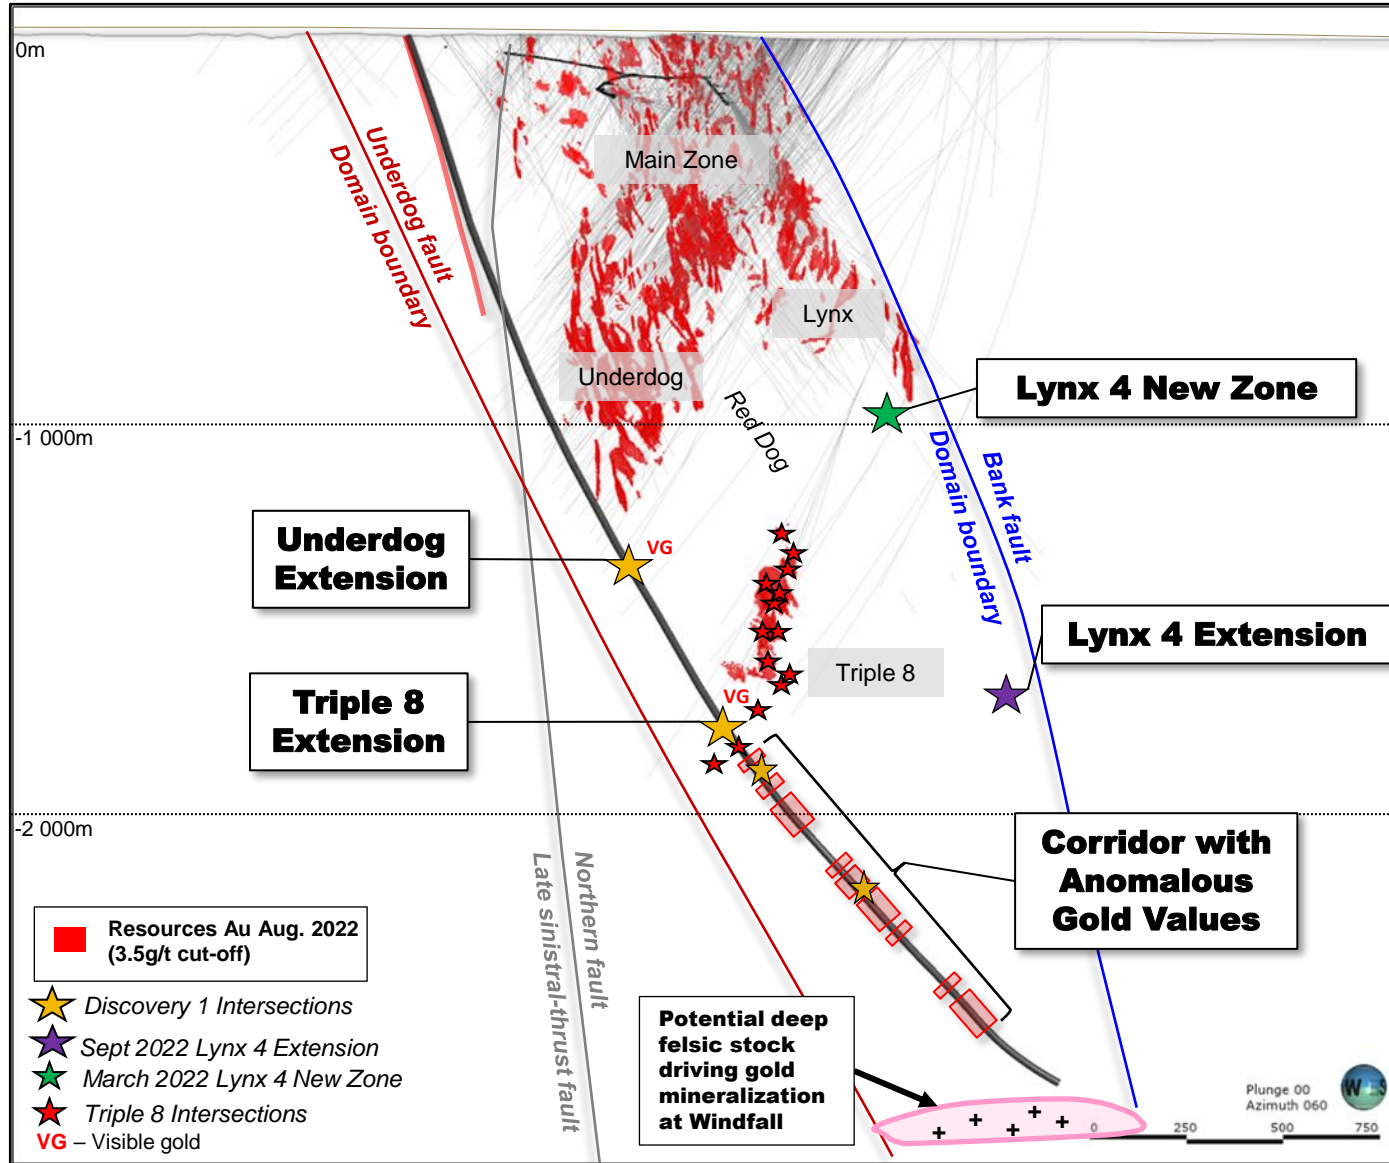 0m
Underdog fault
Domain boundary
Main Zone
Lynx
Underdog
Red Dog
Lynx 4 New Zone
-1 000m
Bank fault
Domain boundary
Underdog
Extension
VG
Lynx 4 Extension
Triple 8
Triple 8
Extension
VG
-2 000m
Corridor with
Anomalous
Gold Values
Northern fault
Late sinistral-thrust fault
Resources Au Aug. 2022
(3.5g/t cut-off)
Discovery 1 Intersections
Sept 2022 Lynx 4 Extension
March 2022 Lynx 4 New Zone
Triple 8 Intersections
VG – Visible gold
Potential deep
felsic stock
driving gold
mineralization
at Windfall
Plunge 00
Azimuth 060
W S
0 250 500 750